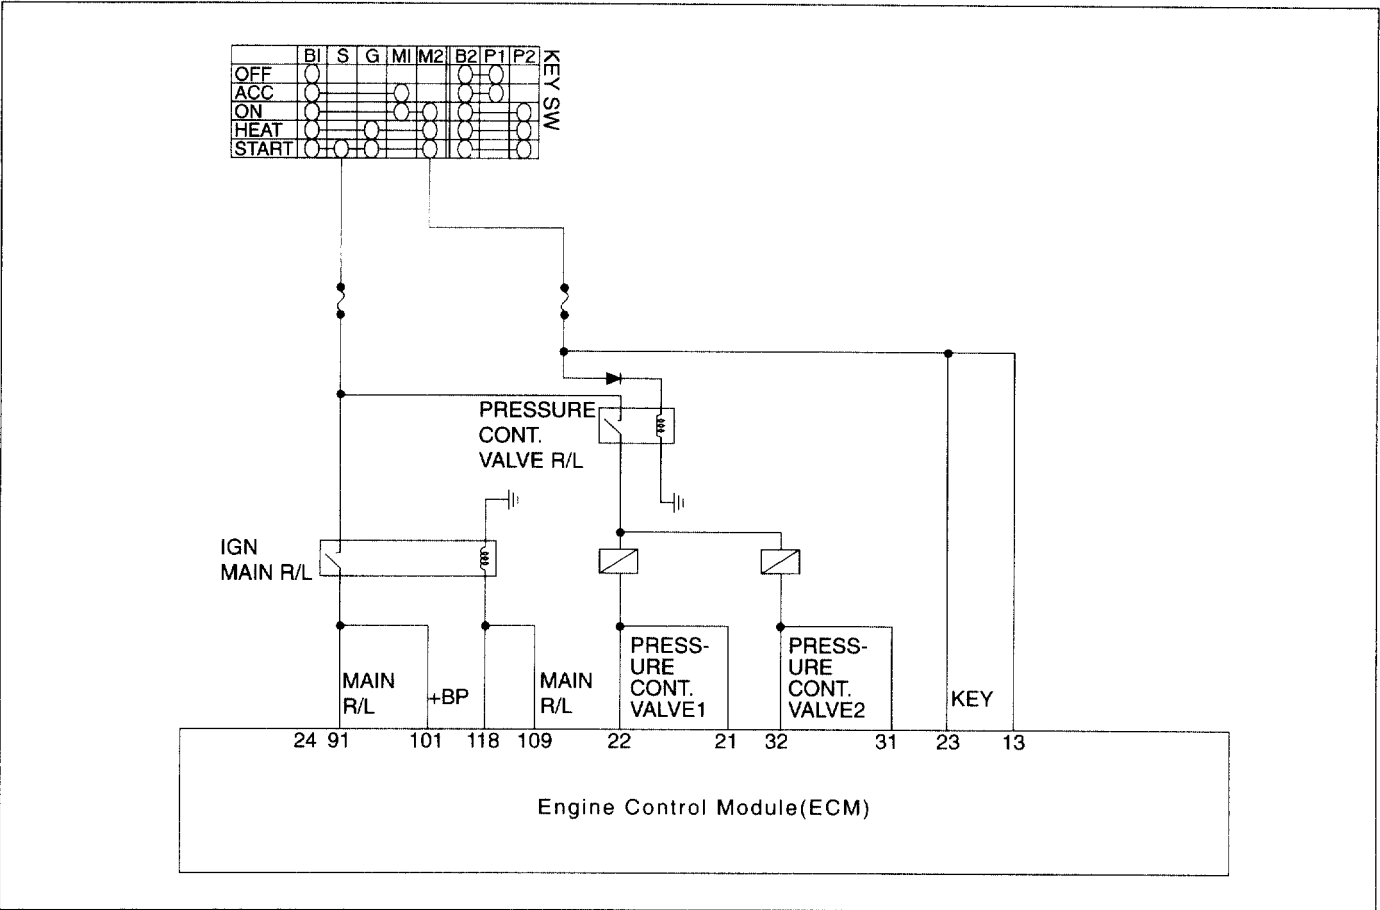 BI S G MI M2 B2 P1 P2
KEY SW
OFF
ACC
ON
HEAT
START
PRESSURE
CONT.
VALVE R/L
IGN
MAIN R/L
MAIN
R/L
+BP
MAIN
R/L
PRESS-
URE
CONT.
VALVE1
PRESS-
URE
CONT.
VALVE2
KEY
24 91 101 118 109 22 21 32 31 23 13
Engine Control Module(ECM)